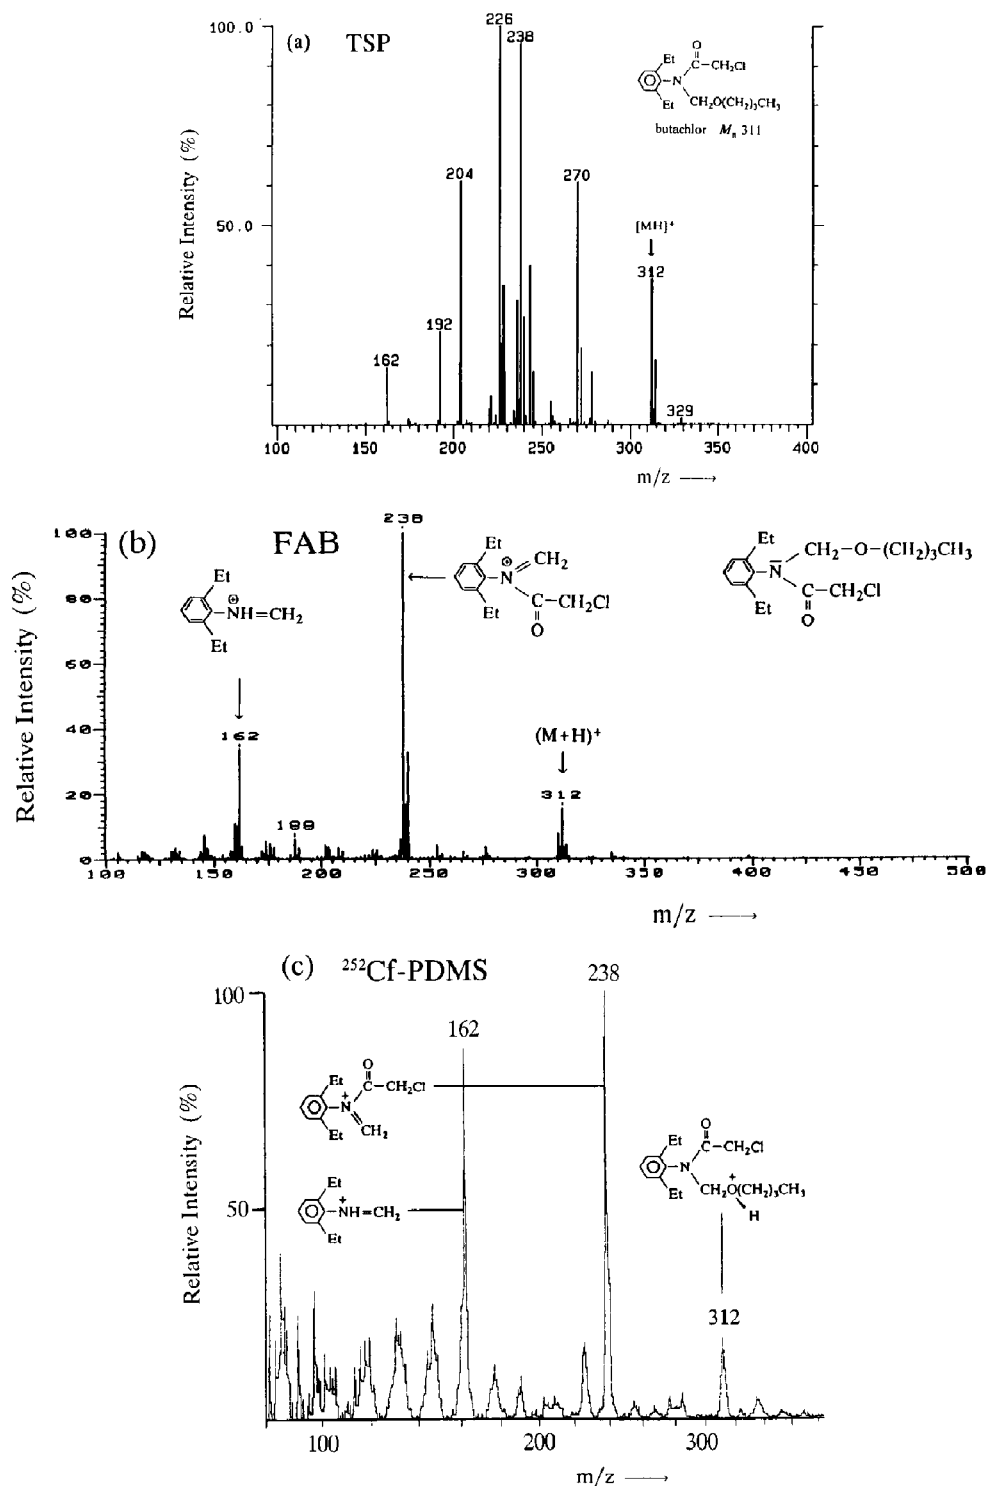 (a) TSP
100.0
226
238
Et
O
C
CH₂Cl
N
Et
CH₂O(CH₂)₃CH₃
butachlor Mn 311
204
270
50.0
[MH]⁺
312
192
162
329
Relative Intensity (%)
100 150 200 250 300 350 400
m/z
(b) FAB
100
238
Et
N
CH₂
Et
C
CH₂Cl
O
Et
N
CH₂-O-(CH₂)₃CH₃
Et
C
CH₂Cl
O
80
Et
NH=CH₂
Et
60
40
162
(M+H)⁺
312
20
188
0
Relative Intensity (%)
100 150 200 250 300 350 400 450 500
m/z
(c) ²⁵²Cf-PDMS
100
238
162
Et
O
C
CH₂Cl
N⁺
Et
CH₂
Et
NH=CH₂
+
Et
50
O
Et
C
CH₂Cl
N
+
Et
CH₂O(CH₂)₃CH₃
H
312
Relative Intensity (%)
100 200 300
m/z